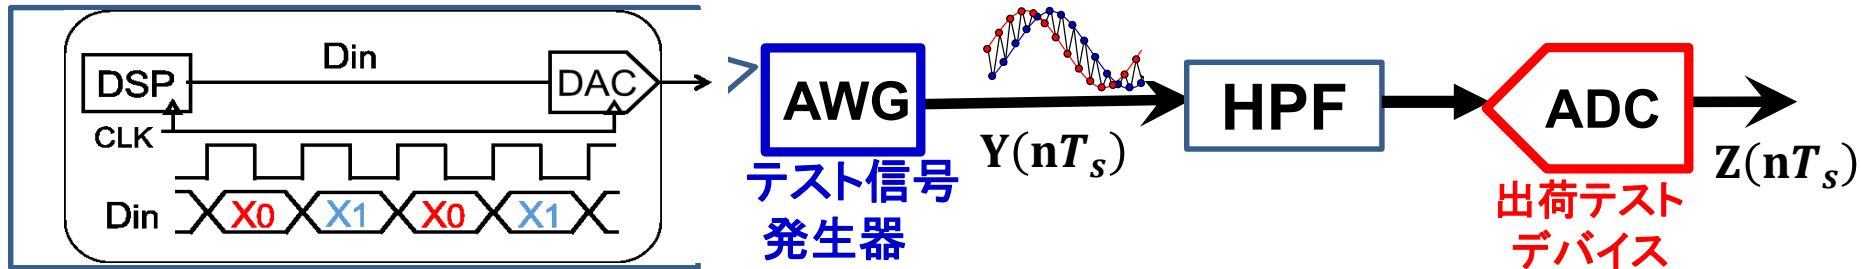 Din
DSP
DAC
CLK
Din X0 X1 X0 X1
AWG
テスト信号
発生器
Y(nTs)
HPF
ADC
出荷テスト
デバイス
Z(nTs)